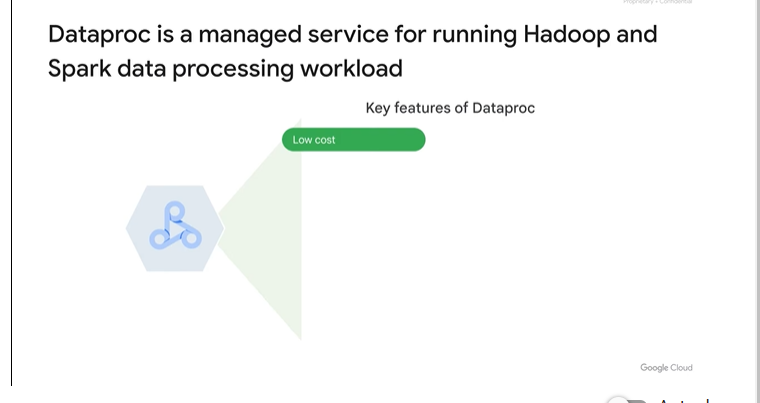 Proprietary + Confidential
Dataproc is a managed service for running Hadoop and
Spark data processing workload
Key features of Dataproc
Low cost
Google Cloud